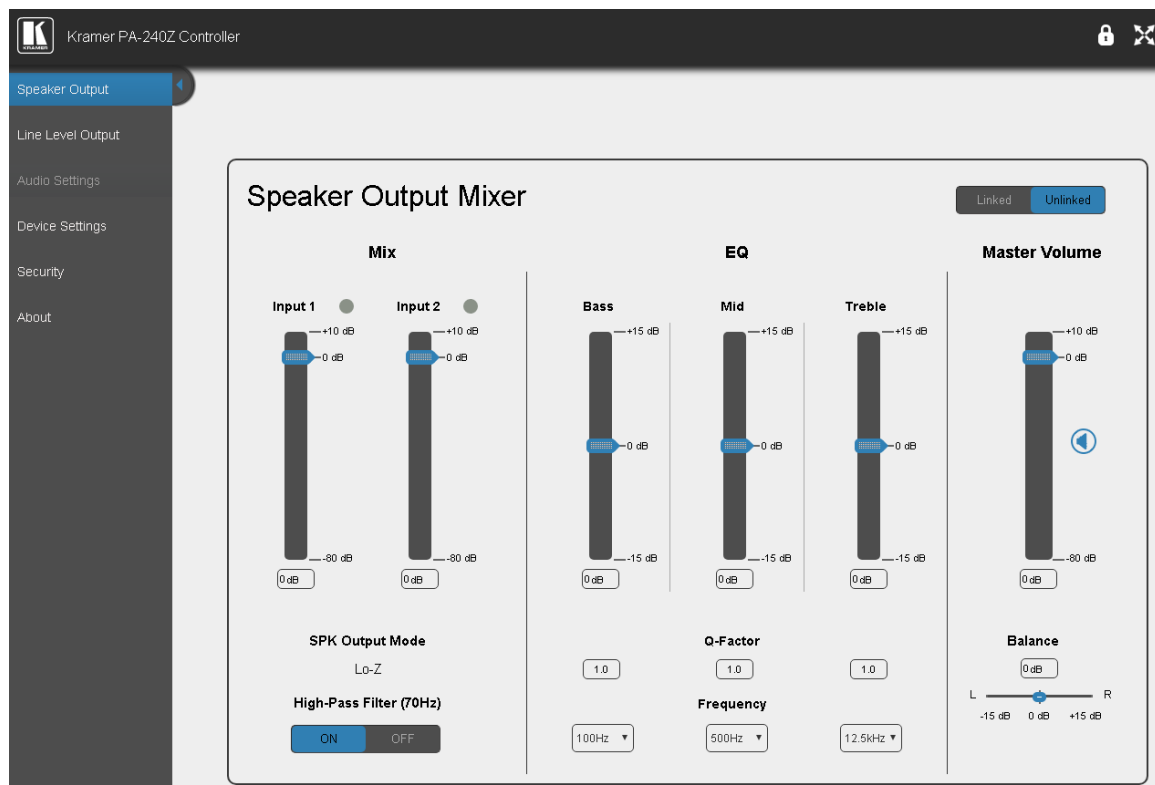 KRAMER
Kramer PA-240Z Controller
Speaker Output
Line Level Output
Audio Settings
Device Settings
Security
About
Speaker Output Mixer
Linked Unlinked
Mix
EQ
Master Volume
Input 1
Input 2
Bass
Mid
Treble
+10 dB
+10 dB
+15 dB
+15 dB
+15 dB
+10 dB
0 dB
0 dB
0 dB
0 dB
0 dB
0 dB
-80 dB
-80 dB
-15 dB
-15 dB
-15 dB
-80 dB
0 dB
0 dB
0 dB
0 dB
0 dB
0 dB
SPK Output Mode
Lo-Z
Q-Factor
1.0
1.0
1.0
Balance
0 dB
L R
-15 dB 0 dB +15 dB
High-Pass Filter (70Hz)
ON OFF
Frequency
100Hz
500Hz
12.5kHz